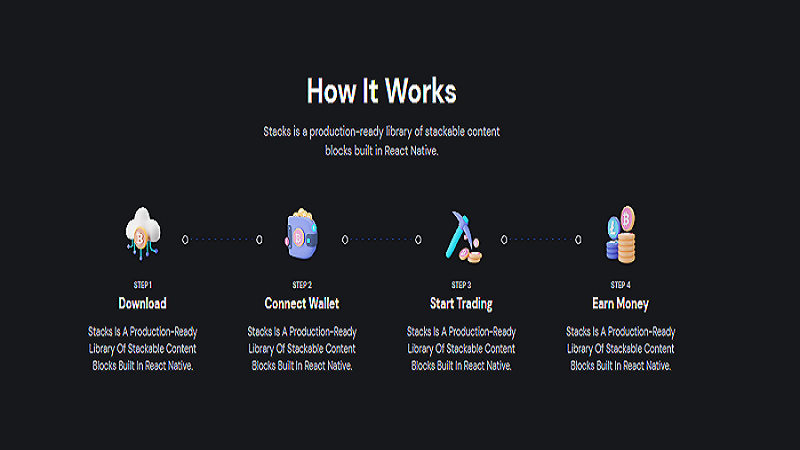 How It Works
Stacks is a production-ready library of stackable content
blocks built in React Native.
STEP 1
Download
Stacks Is A Production-Ready
Library Of Stackable Content
Blocks Built In React Native.
STEP 2
Connect Wallet
Stacks Is A Production-Ready
Library Of Stackable Content
Blocks Built In React Native.
STEP 3
Start Trading
Stacks Is A Production-Ready
Library Of Stackable Content
Blocks Built In React Native.
STEP 4
Earn Money
Stacks Is A Production-Ready
Library Of Stackable Content
Blocks Built In React Native.